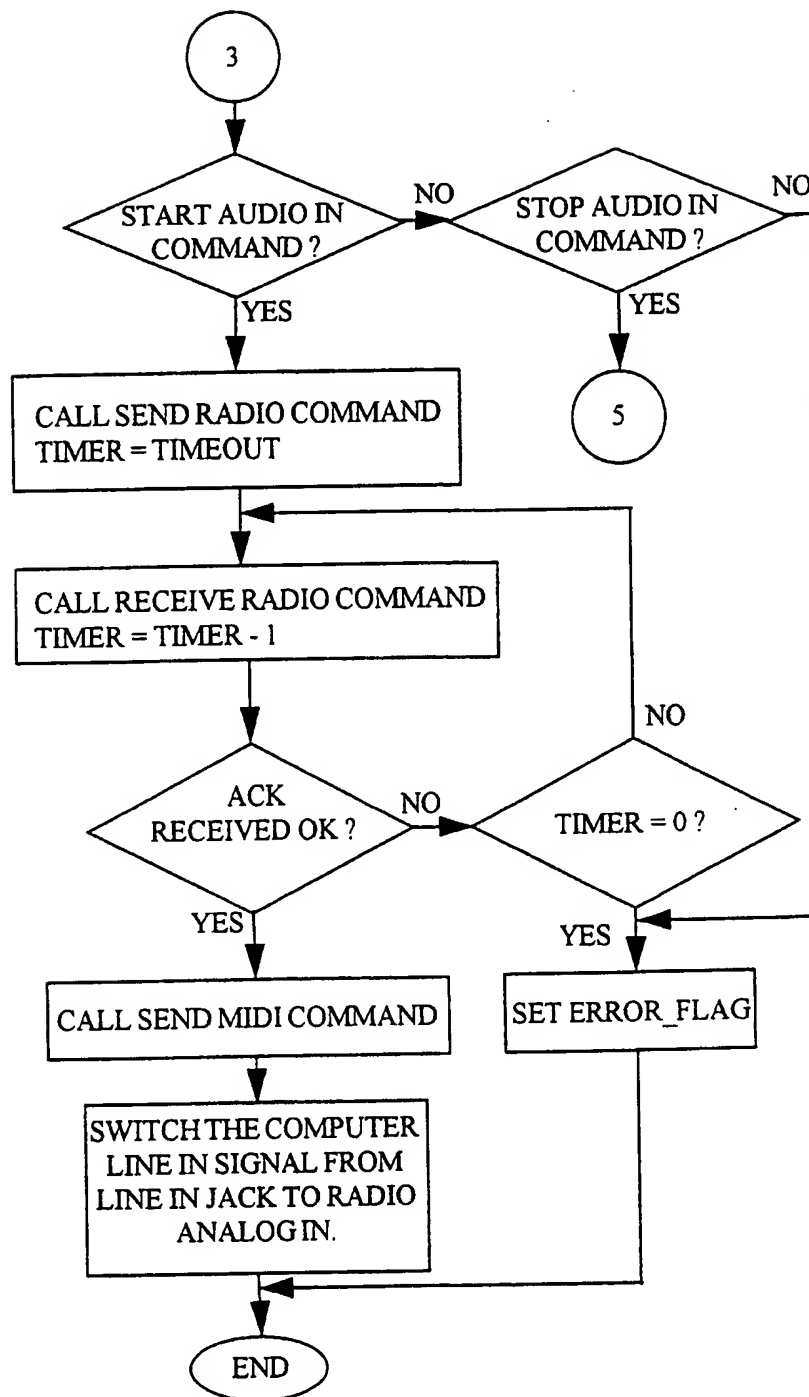 3
START AUDIO IN
COMMAND ?
NO
STOP AUDIO IN
COMMAND ?
NO
YES
YES
CALL SEND RADIO COMMAND
TIMER = TIMEOUT
5
CALL RECEIVE RADIO COMMAND
TIMER = TIMER - 1
NO
ACK
RECEIVED OK ?
NO
TIMER = 0 ?
YES
YES
CALL SEND MIDI COMMAND
SET ERROR_FLAG
SWITCH THE COMPUTER
LINE IN SIGNAL FROM
LINE IN JACK TO RADIO
ANALOG IN.
END